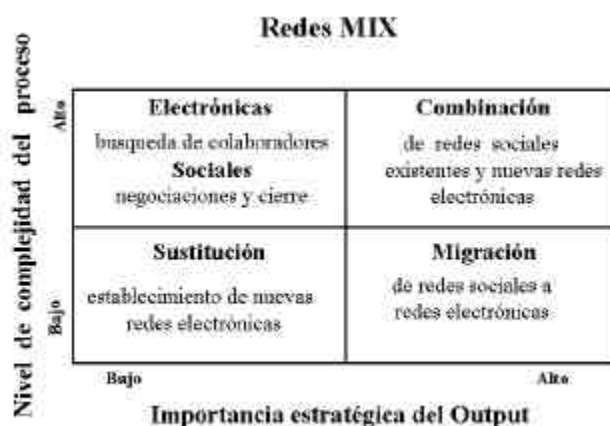 Redes MIX
Nivel de complejidad del proceso
Alto
Bajo
Electrónicas
busqueda de colaboradores
Sociales
negociaciones y cierre
Combinación
de redes sociales
existentes y nuevas redes
electrónicas
Sustitución
establecimiento de nuevas
redes electrónicas
Migración
de redes sociales a
redes electrónicas
Bajo
Alto
Importancia estratégica del Output